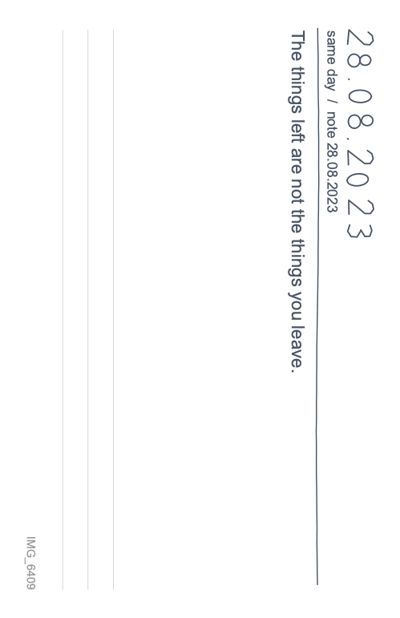 28.08.2023
same day / note 28.08.2023
The things left are not the things you leave.
IMG_6409